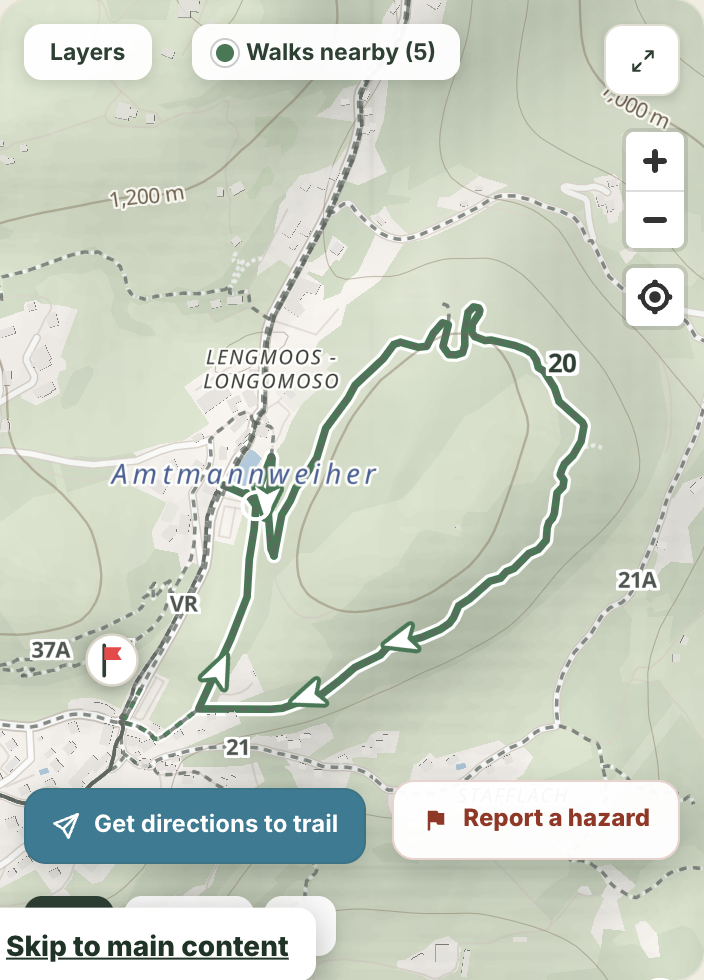 Layers
Walks nearby (5)
1,000 m
1,200 m
LENGMOOS -
LONGOMOSO
20
Amtmannweiher
21A
VR
37A
21
STAFFLACH
Get directions to trail
Report a hazard
Skip to main content